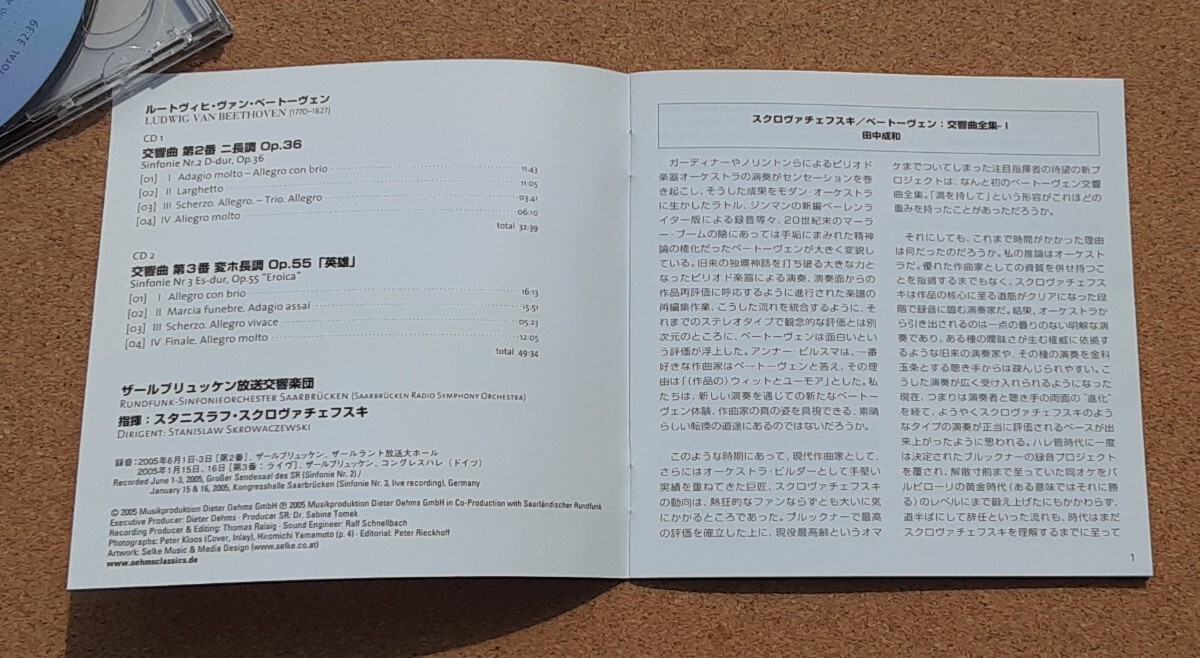 TOTAL 32:39
ルートヴィヒ・ヴァン・ベートーヴェン
LUDWIG VAN BEETHOVEN (1770–1827)
CD 1
交響曲 第2番 ニ長調 Op.36
Sinfonie Nr.2 D-dur, Op.36
[01] I Adagio molto – Allegro con brio 11:43
[02] II Larghetto 11:05
[03] III Scherzo. Allegro. – Trio. Allegro 03:41
[04] IV Allegro molto 06:10
total 32:39
CD 2
交響曲 第3番 変ホ長調 Op.55「英雄」
Sinfonie Nr 3 Es-dur, Op.55 "Eroica"
[01] I Allegro con brio 16:13
[02] II Marcia funebre. Adagio assai 15:51
[03] III Scherzo. Allegro vivace 05:23
[04] IV Finale. Allegro molto 12:05
total 49:34
ザールブリュッケン放送交響楽団
RUNDFUNK-SINFONIEORCHESTER SAARBRÜCKEN (SAARBRÜCKEN RADIO SYMPHONY ORCHESTRA)
指揮：スタニスラフ・スクロヴァチェフスキ
DIRIGENT: STANISLAW SKROWACZEWSKI
録音：2005年6月1日-3日［第2番］、ザールブリュッケン、ザールラント放送大ホール
2005年1月15日、16日［第3番：ライヴ］、ザールブリュッケン、コングレスハレ（ドイツ）
Recorded June 1-3, 2005, Großer Sendesaal des SR (Sinfonie Nr. 2) /
January 15 & 16, 2005, Kongresshalle Saarbrücken (Sinfonie Nr. 3, live recording), Germany
© 2005 Musikproduktion Dieter Oehms GmbH ℗ 2005 Musikproduktion Dieter Oehms GmbH in Co-Production with Saarländischer Rundfunk
Executive Producer: Dieter Oehms · Producer SR: Dr. Sabine Tomek
Recording Producer & Editing: Thomas Raisig · Sound Engineer: Ralf Schnellbach
Photographs: Peter Kloos (Cover, Inlay), Hiromichi Yamamoto (p. 4) · Editorial: Peter Rieckhoff
Artwork: Selke Music & Media Design (www.selke.co.at)
www.oehmsclassics.de
スクロヴァチェフスキ／ベートーヴェン：交響曲全集-Ⅰ
田中成和
ガーディナーやノリントンらによるピリオド
楽器オーケストラの演奏がセンセーションを
巻き起こし、そうした成果をモダン・オーケストラ
に生かしたラトル、ジンマンの新編ベーレンライ
ター版による録音等々、20世紀末のマーラ
ー・ブームの陰にあっては手垢にまみれた精神
論の権化だったベートーヴェンが大きく変貌し
ている。旧来の独墺神話を打ち破る大きな力と
なったピリオド楽器による演奏、演奏面からの
作品再評価に呼応するように進行された楽譜の
再編集作業、こうした流れを統合するように、そ
れまでのステレオタイプで観念的な評価とは別
次元のところに、ベートーヴェンは面白いとい
う評価が浮上した。アンナー・ビルスマは、一番
好きな作曲家はベートーヴェンと答え、その理
由は「（作品の）ウィットとユーモア」とした。私
たちは、新しい演奏を通じての新たなベートー
ヴェン体験、作曲家の真の姿を具視できる、素晴
らしい転換の途上にあるのではないだろうか。
このような時期にあって、現代作曲家として、
さらにはオーケストラ・ビルダーとして手堅い
実績を重ねてきた巨匠、スクロヴァチェフスキ
の動向は、熱狂的なファンならずとも大いに気
にかかるところであった。ブルックナーで最高
の評価を確立した上に、現役最高齢というオマ
ケまでついてしまった注目指揮者の待望の新プ
ロジェクトは、なんと初のベートーヴェン交響
曲全集。「満を持して」という形容がこれほどの
重みを持ったことがあっただろうか。
それにしても、これまで時間がかかった理由
は何だったのだろうか。私の推論はオーケスト
ラだ。優れた作曲家としての資質を併せ持つこ
とを指摘するまでもなく、スクロヴァチェフス
キは作品の核心に至る道筋がクリアになった段
階で録音に臨む演奏家だ。結果、オーケストラか
ら引き出されるのは一点の曇りのない明解な演
奏であり、ある種の曖昧さが生む権威に依拠す
るような旧来の演奏家や、その種の演奏を金科
玉条とする聴き手からは疎んじられやすい。こ
うした演奏が広く受け入れられるようになった
現在、つまりは演奏者と聴き手の両面の“進化”
を経て、ようやくスクロヴァチェフスキのよう
なタイプの演奏が正当に評価されるベースが出
来上がったように思われる。ハレ管時代に一度
は決定されたブルックナーの録音プロジェクト
を覆され、解散寸前まで至っていた同オケをバ
ルビローリの黄金時代（ある意味ではそれに勝
る）のレベルにまで鍛え上げたにもかかわらず、
道半ばにして辞任といった流れも、時代はまだ
スクロヴァチェフスキを理解するまでに至って
1